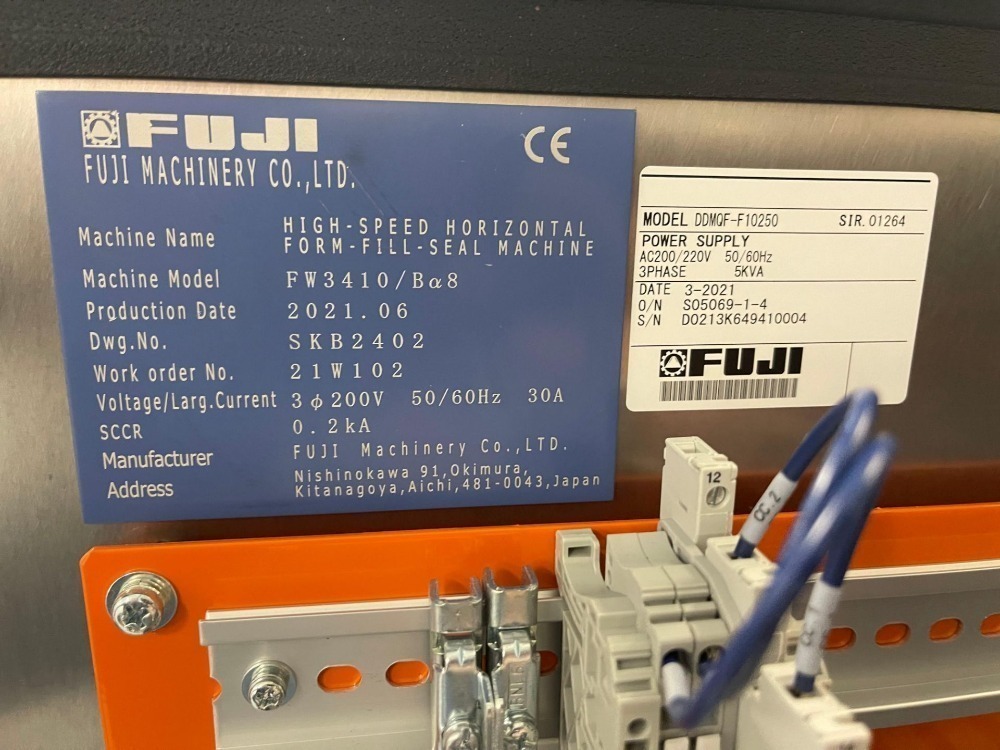 FUJI
FUJI MACHINERY CO.,LTD.
CE
Machine Name HIGH-SPEED HORIZONTAL
FORM-FILL-SEAL MACHINE
Machine Model FW3410/Bα8
Production Date 2021.06
Dwg.No. SKB2402
Work order No. 21W102
Voltage/Larg.Current 3φ200V 50/60Hz 30A
SCCR 0.2kA
Manufacturer FUJI Machinery Co.,LTD.
Address Nishinokawa 91,Okimura,
Kitanagoya,Aichi,481-0043,Japan
MODEL DDMQF-F10250 SIR.01264
POWER SUPPLY
AC200/220V 50/60Hz
3PHASE 5KVA
DATE 3-2021
O/N S05069-1-4
S/N D0213K649410004
FUJI
12
CC.2